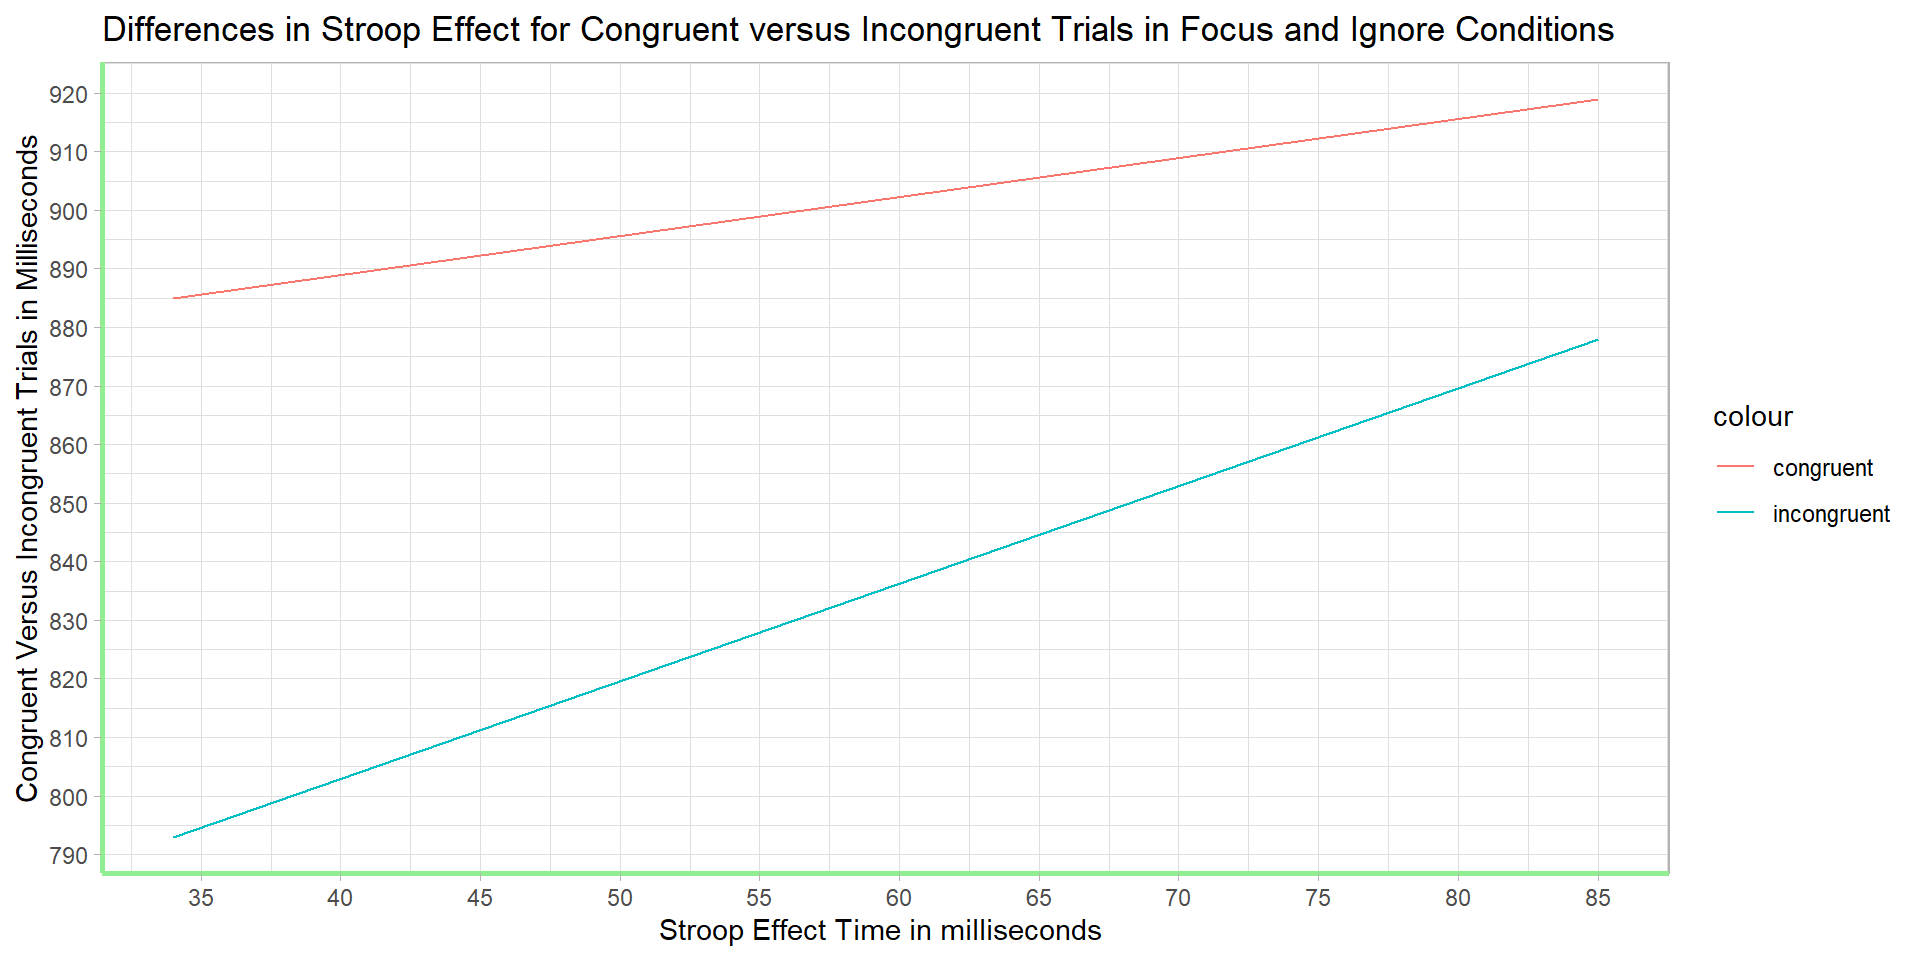 Differences in Stroop Effect for Congruent versus Incongruent Trials in Focus and Ignore Conditions
Congruent Versus Incongruent Trials in Milliseconds
920
910
900
890
880
870
860
850
840
830
820
810
800
790
35 40 45 50 55 60 65 70 75 80 85
Stroop Effect Time in milliseconds
colour
congruent
incongruent